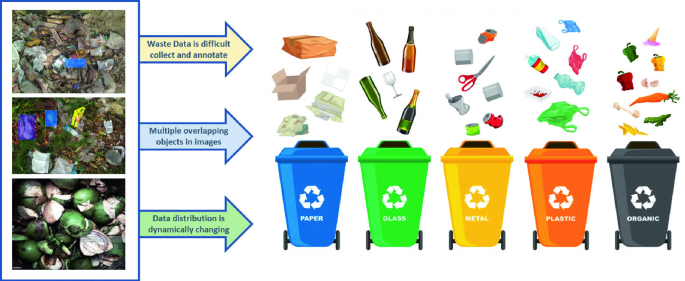 Waste Data is difficult
collect and annotate
Multiple overlapping
objects in images
Data distribution is
dynamically changing
PAPER
GLASS
METAL
PLASTIC
ORGANIC